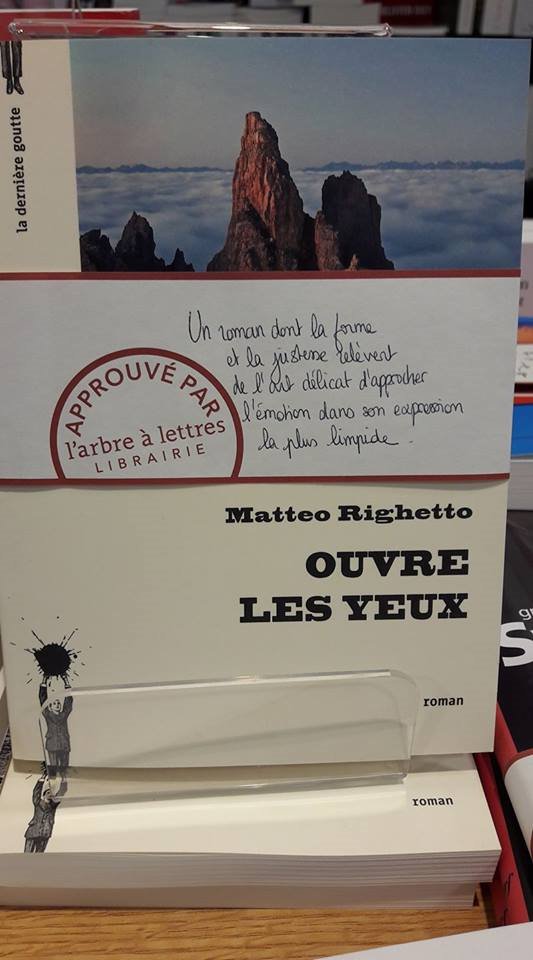 la dernière goutte
Un roman dont la forme
et la justesse relèvent
de l'art délicat d'approcher
l'émotion dans son expression
la plus limpide.
APPROUVÉ PAR
l'arbre à lettres
LIBRAIRIE
Matteo Righetto
OUVRE
LES YEUX
roman
roman